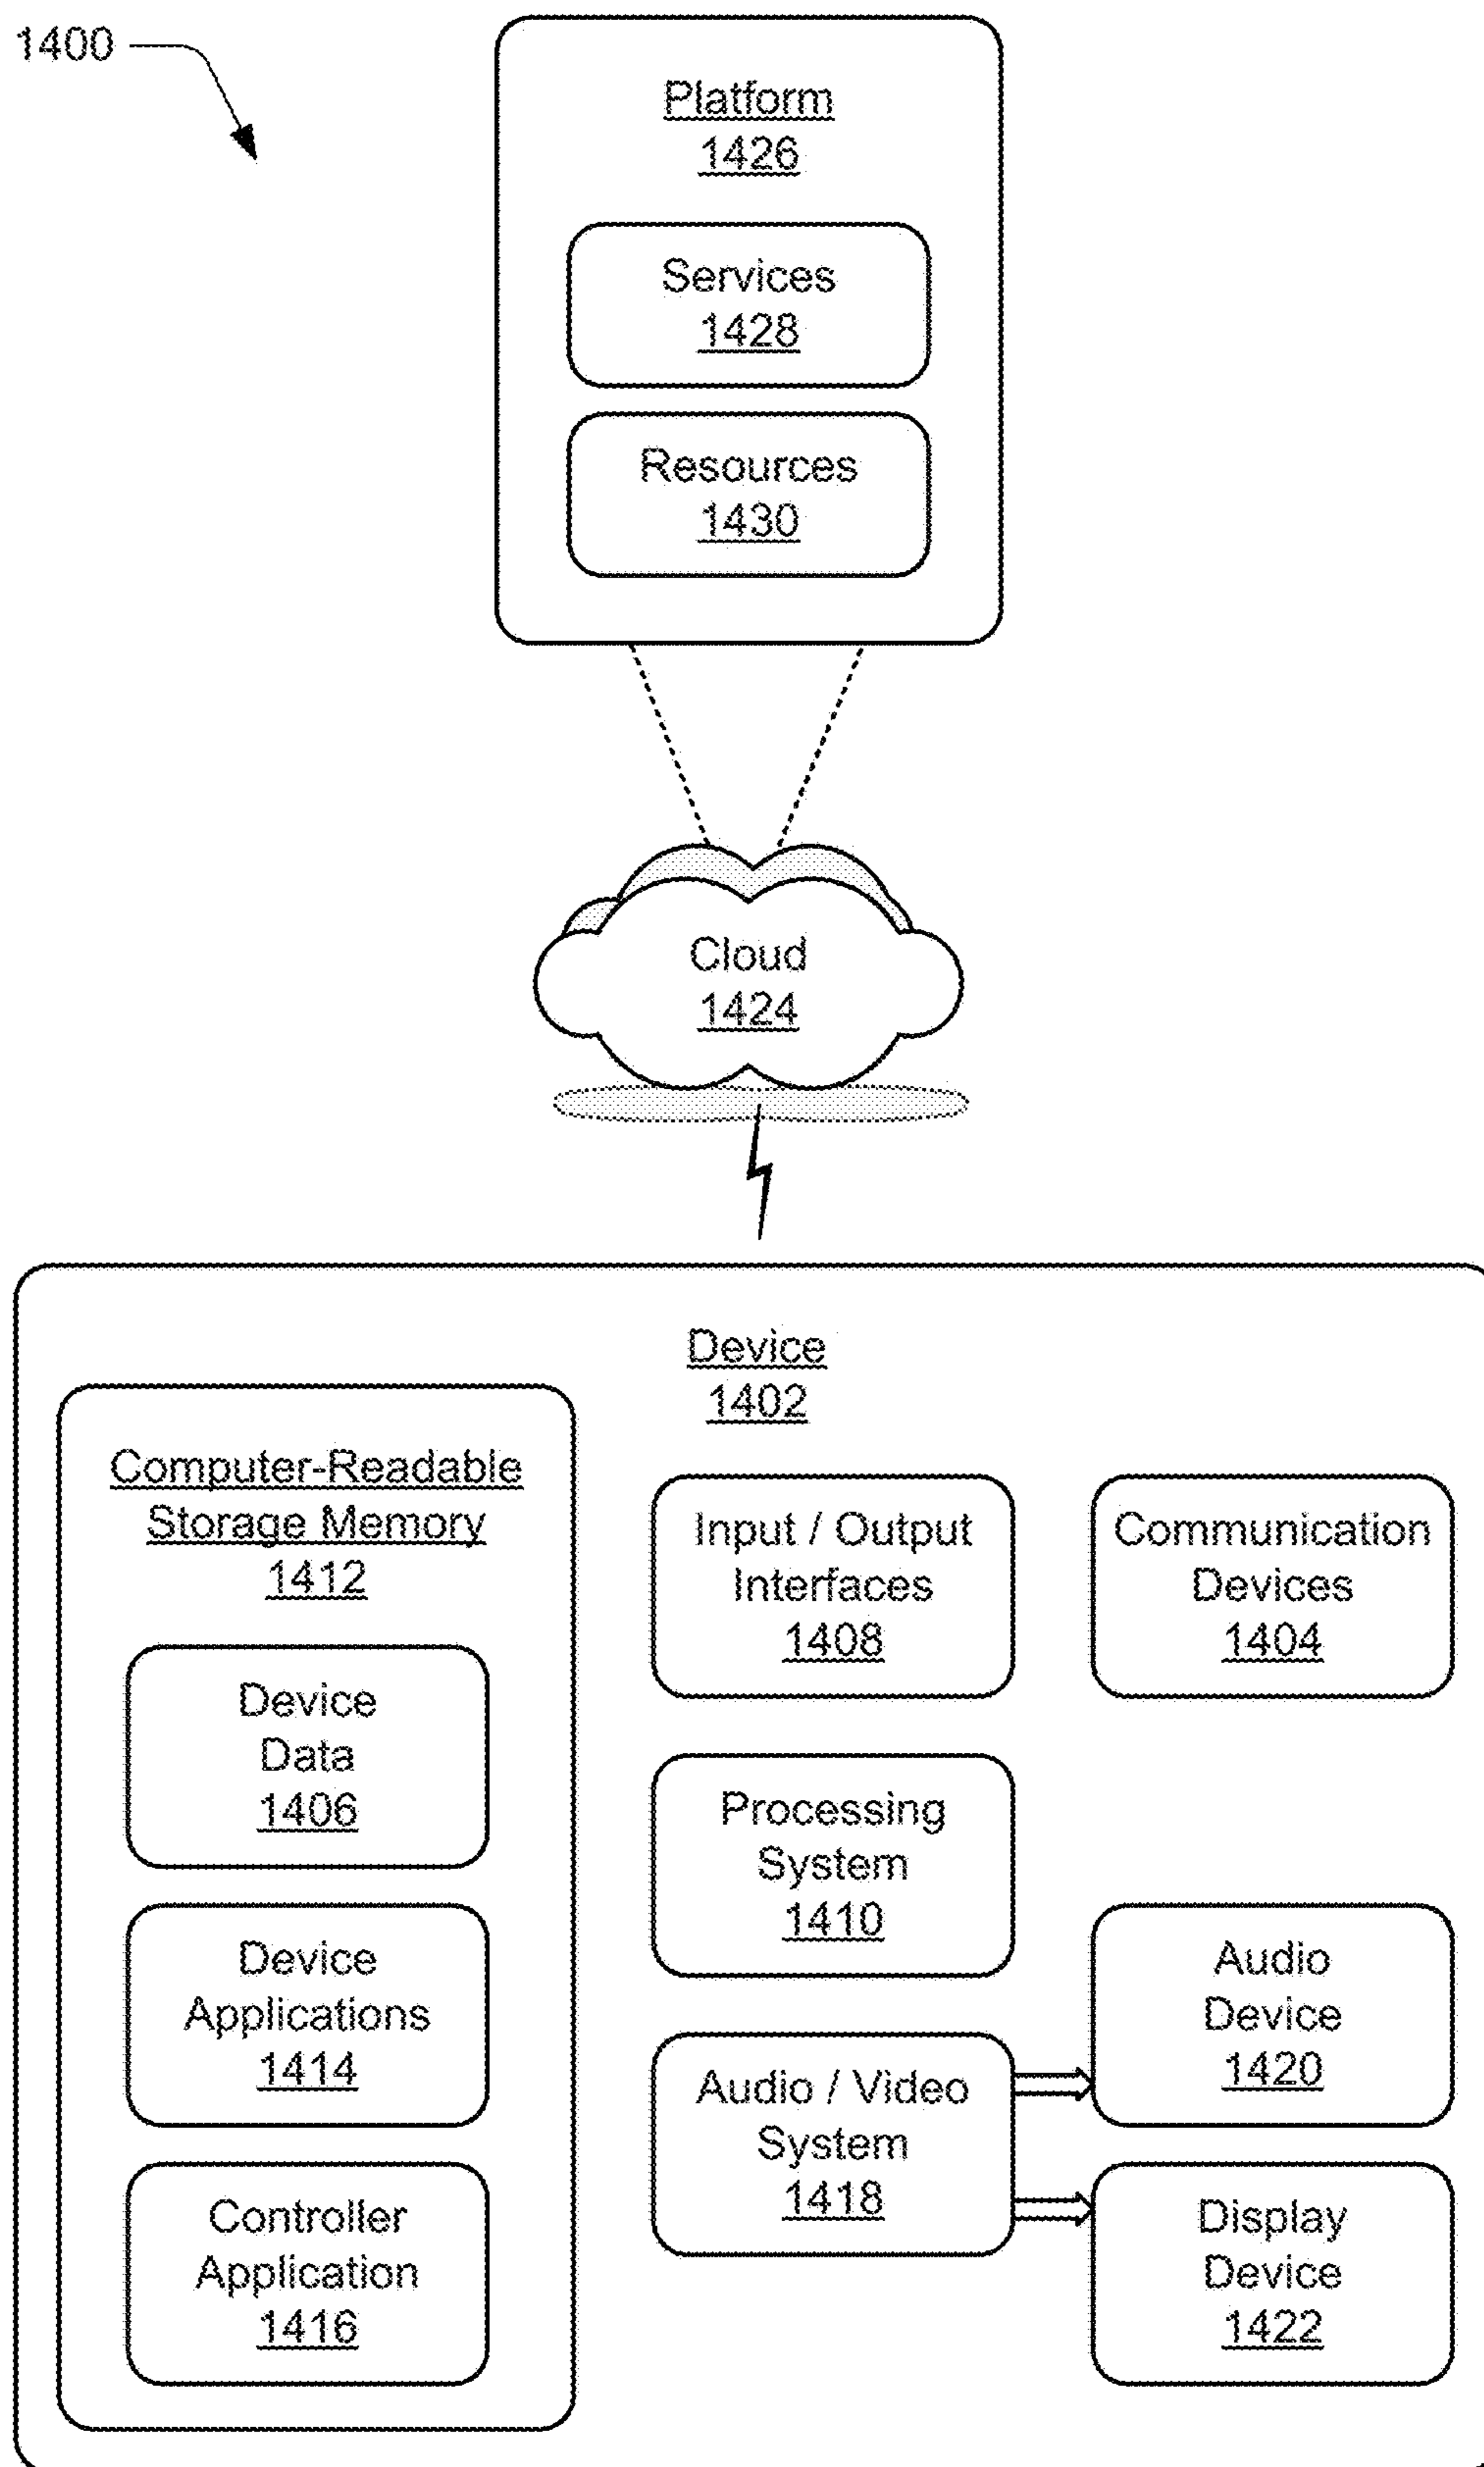 1400
Platform
1426
Services
1428
Resources
1430
Cloud
1424
Device
1402
Computer-Readable
Storage Memory
1412
Device
Data
1406
Device
Applications
1414
Controller
Application
1416
Input / Output
Interfaces
1408
Processing
System
1410
Audio / Video
System
1418
Communication
Devices
1404
Audio
Device
1420
Display
Device
1422